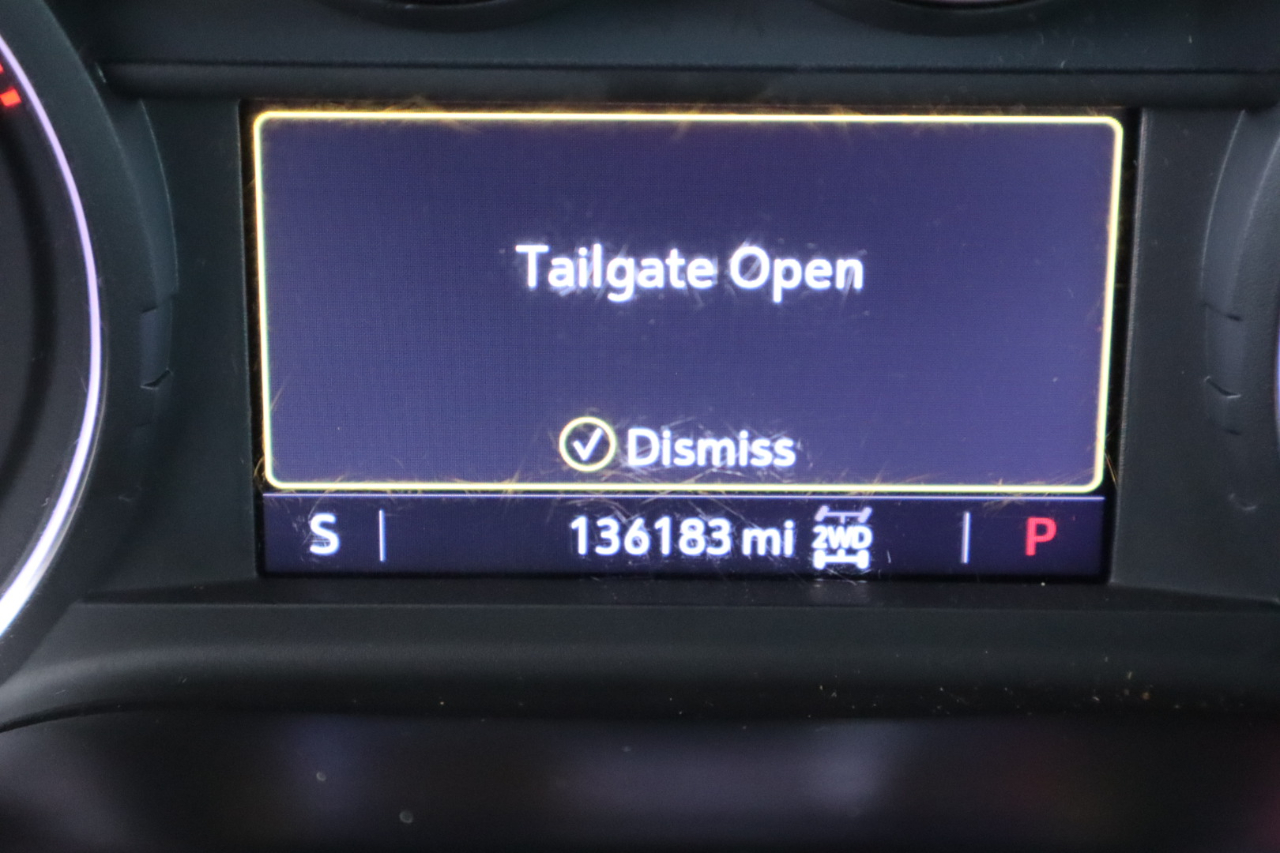 Tailgate Open
Dismiss
S 136183 mi 2WD P